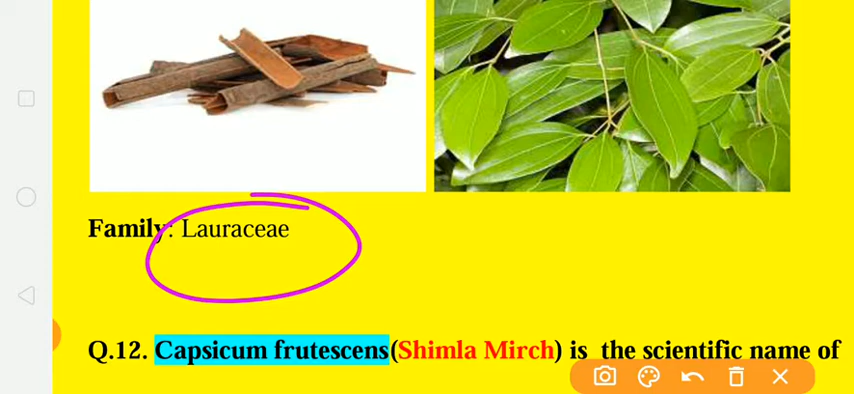 Family: Lauraceae
Q.12. Capsicum frutescens(Shimla Mirch) is the scientific name of